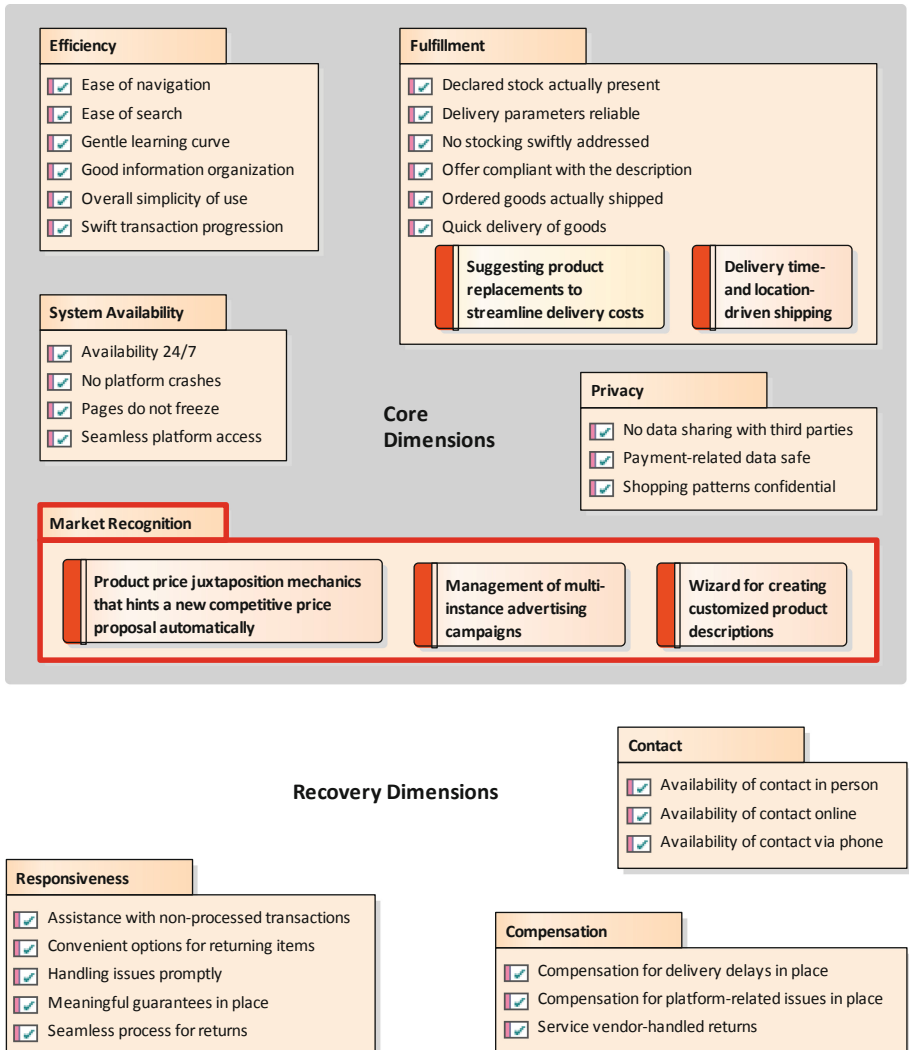 Efficiency
Ease of navigation
Ease of search
Gentle learning curve
Good information organization
Overall simplicity of use
Swift transaction progression
Fulfillment
Declared stock actually present
Delivery parameters reliable
No stocking swiftly addressed
Offer compliant with the description
Ordered goods actually shipped
Quick delivery of goods
Suggesting product
replacements to
streamline delivery costs
Delivery time-
and location-
driven shipping
System Availability
Availability 24/7
No platform crashes
Pages do not freeze
Seamless platform access
Core
Dimensions
Privacy
No data sharing with third parties
Payment-related data safe
Shopping patterns confidential
Market Recognition
Product price juxtaposition mechanics
that hints a new competitive price
proposal automatically
Management of multi-
instance advertising
campaigns
Wizard for creating
customized product
descriptions
Recovery Dimensions
Contact
Availability of contact in person
Availability of contact online
Availability of contact via phone
Responsiveness
Assistance with non-processed transactions
Convenient options for returning items
Handling issues promptly
Meaningful guarantees in place
Seamless process for returns
Compensation
Compensation for delivery delays in place
Compensation for platform-related issues in place
Service vendor-handled returns